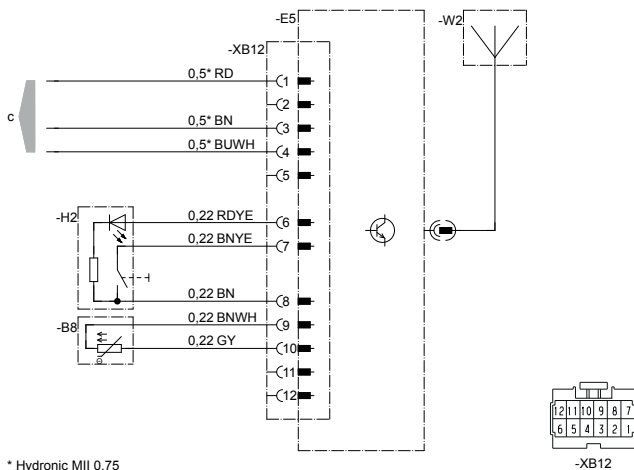 -E5
-W2
-XB12
0,5* RD
1
2
c
0,5* BN
3
0,5* BUWH
4
5
-H2
0,22 RDYE
6
0,22 BNYE
7
0,22 BN
8
-B8
0,22 BNWH
9
0,22 GY
10
11
12
12 11 10 9 8 7
6 5 4 3 2 1
-XB12
* Hydronic MII 0,75